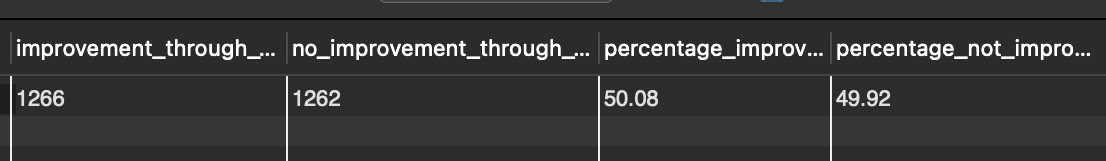 improvement_through_... no_improvement_through_... percentage_improv... percentage_not_impro...
1266 1262 50.08 49.92